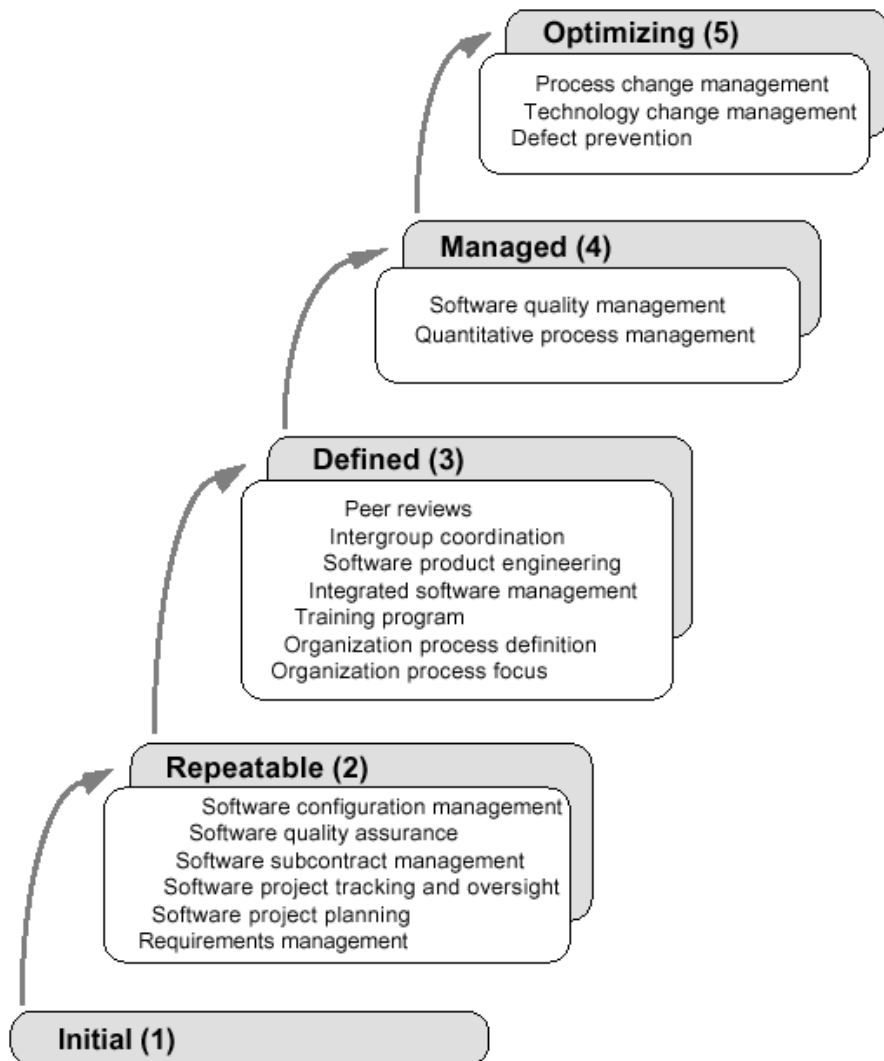 Optimizing (5)
Process change management
Technology change management
Defect prevention
Managed (4)
Software quality management
Quantitative process management
Defined (3)
Peer reviews
Intergroup coordination
Software product engineering
Integrated software management
Training program
Organization process definition
Organization process focus
Repeatable (2)
Software configuration management
Software quality assurance
Software subcontract management
Software project tracking and oversight
Software project planning
Requirements management
Initial (1)